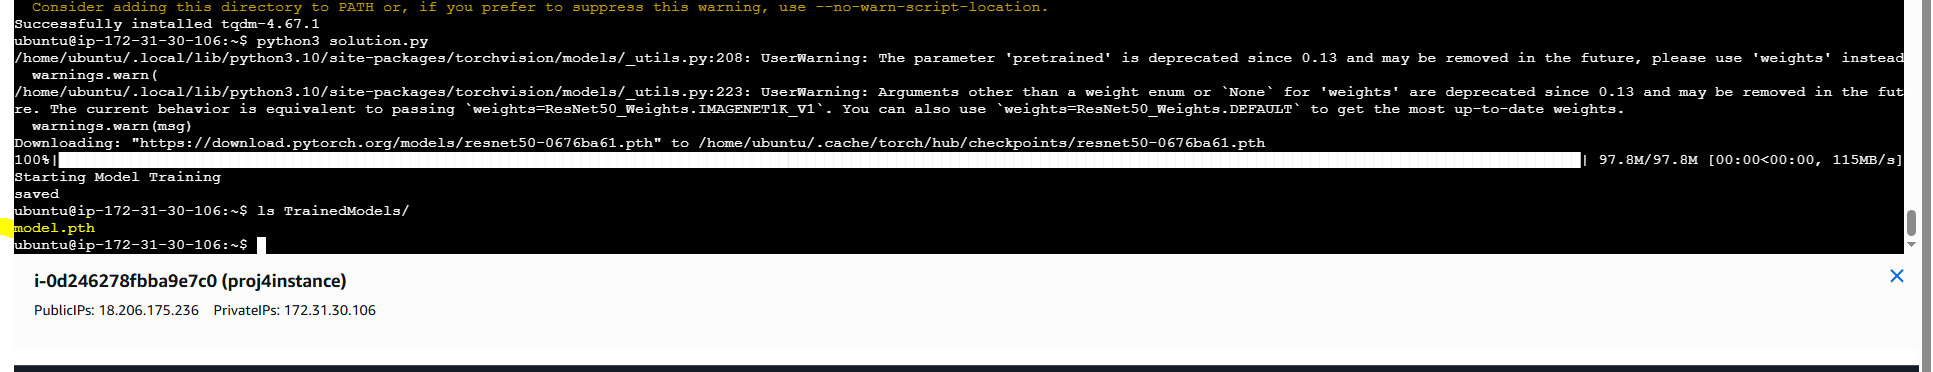 Consider adding this directory to PATH or, if you prefer to suppress this warning, use --no-warn-script-location.
Successfully installed tqdm-4.67.1
ubuntu@ip-172-31-30-106:~$ python3 solution.py
/home/ubuntu/.local/lib/python3.10/site-packages/torchvision/models/_utils.py:208: UserWarning: The parameter 'pretrained' is deprecated since 0.13 and may be removed in the future, please use 'weights' instead
warnings.warn(
/home/ubuntu/.local/lib/python3.10/site-packages/torchvision/models/_utils.py:223: UserWarning: Arguments other than a weight enum or `None` for 'weights' are deprecated since 0.13 and may be removed in the fut
re. The current behavior is equivalent to passing `weights=ResNet50_Weights.IMAGENET1K_V1`. You can also use `weights=ResNet50_Weights.DEFAULT` to get the most up-to-date weights.
warnings.warn(msg)
Downloading: "https://download.pytorch.org/models/resnet50-0676ba61.pth" to /home/ubuntu/.cache/torch/hub/checkpoints/resnet50-0676ba61.pth
100%| | 97.8M/97.8M [00:00<00:00, 115MB/s]
Starting Model Training
saved
ubuntu@ip-172-31-30-106:~$ ls TrainedModels/
model.pth
ubuntu@ip-172-31-30-106:~$
i-0d246278fbba9e7c0 (proj4instance)
PublicIPs: 18.206.175.236 PrivateIPs: 172.31.30.106